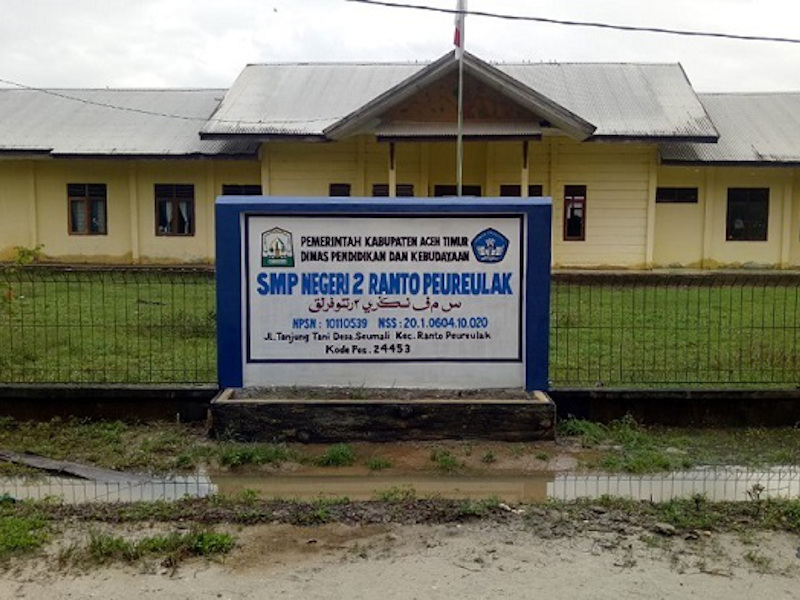 PEMERINTAH KABUPATEN ACEH TIMUR
DINAS PENDIDIKAN DAN KEBUDAYAAN
SMP NEGERI 2 RANTO PEUREULAK
NPSN : 10110539 NSS : 20.1.0604.10.020
Jl. Tanjung Tani Desa. Seumali Kec. Ranto Peureulak
Kode Pos. 24453